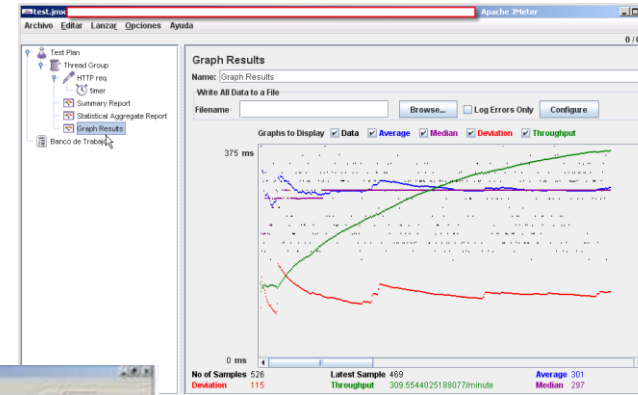 test.jmx Apache JMeter
Archivo Editar Lanzar Opciones Ayuda
0 / 0
Test Plan
Thread Group
HTTP req
timer
Summary Report
Statistical Aggregate Report
Graph Results
Banco de Trabajo
Graph Results
Name: Graph Results
Write All Data to a File
Filename Browse... Log Errors Only Configure
Graphs to Display Data Average Median Deviation Throughput
375 ms
0 ms
No of Samples 526 Latest Sample 469 Average 301
Deviation 115 Throughput 309.5544025188077/minute Median 297